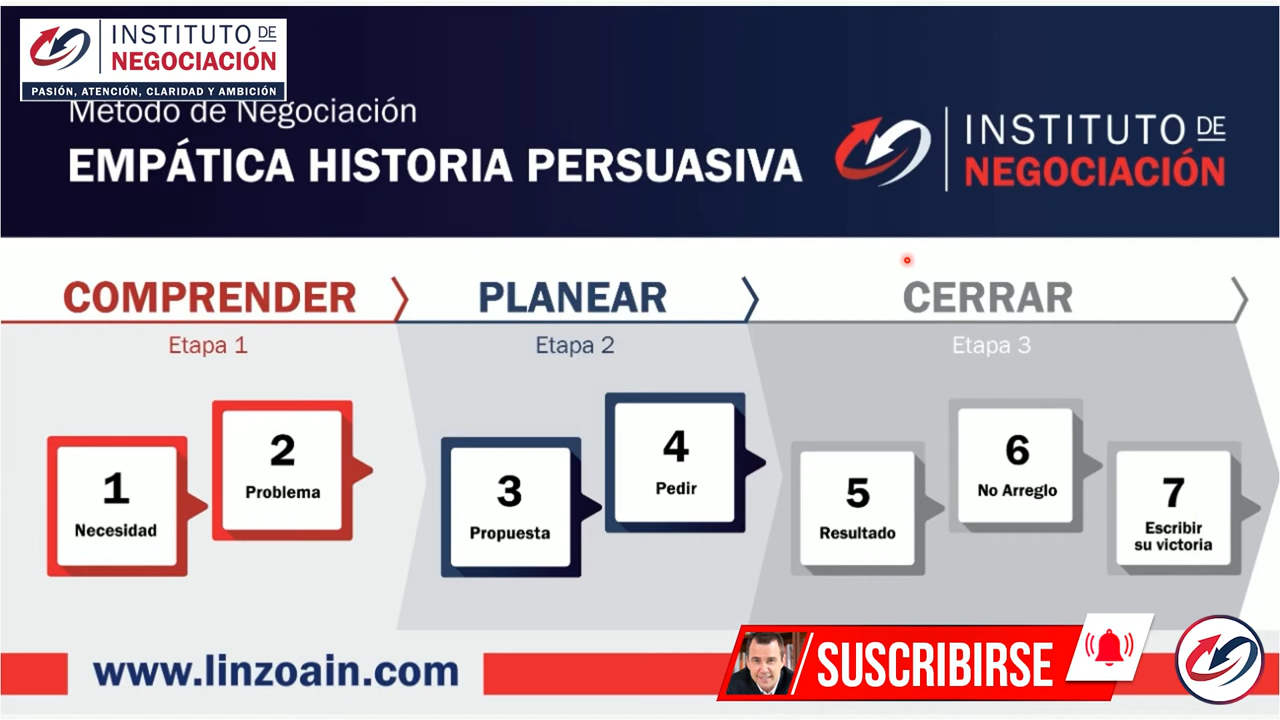 INSTITUTO DE
NEGOCIACIÓN
PASIÓN, ATENCIÓN, CLARIDAD Y AMBICIÓN
Método de Negociación
EMPÁTICA HISTORIA PERSUASIVA
INSTITUTO DE
NEGOCIACIÓN
COMPRENDER
PLANEAR
CERRAR
Etapa 1
Etapa 2
Etapa 3
1
Necesidad
2
Problema
3
Propuesta
4
Pedir
5
Resultado
6
No Arreglo
7
Escribir
su victoria
www.linzoain.com
SUSCRIBIRSE